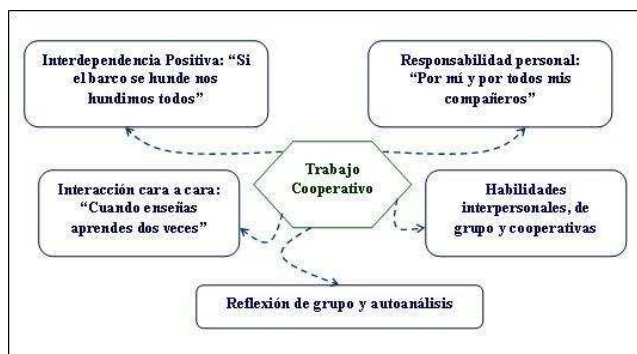 Interdependencia Positiva: “Si
el barco se hunde nos
hundimos todos”
Responsabilidad personal:
“Por mí y por todos mis
compañeros”
Trabajo
Cooperativo
Interacción cara a cara:
“Cuando enseñas
aprendes dos veces”
Habilidades
interpersonales, de
grupo y cooperativas
Reflexión de grupo y autoanálisis